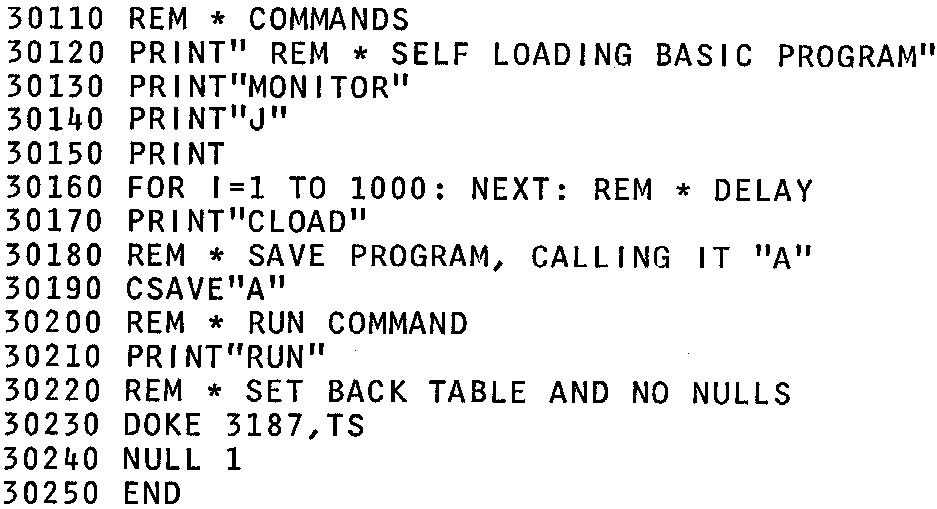 30110 REM * COMMANDS
30120 PRINT" REM * SELF LOADING BASIC PROGRAM"
30130 PRINT"MONITOR"
30140 PRINT"J"
30150 PRINT
30160 FOR I=1 TO 1000: NEXT: REM * DELAY
30170 PRINT"CLOAD"
30180 REM * SAVE PROGRAM, CALLING IT "A"
30190 CSAVE"A"
30200 REM * RUN COMMAND
30210 PRINT"RUN"
30220 REM * SET BACK TABLE AND NO NULLS
30230 DOKE 3187,TS
30240 NULL 1
30250 END